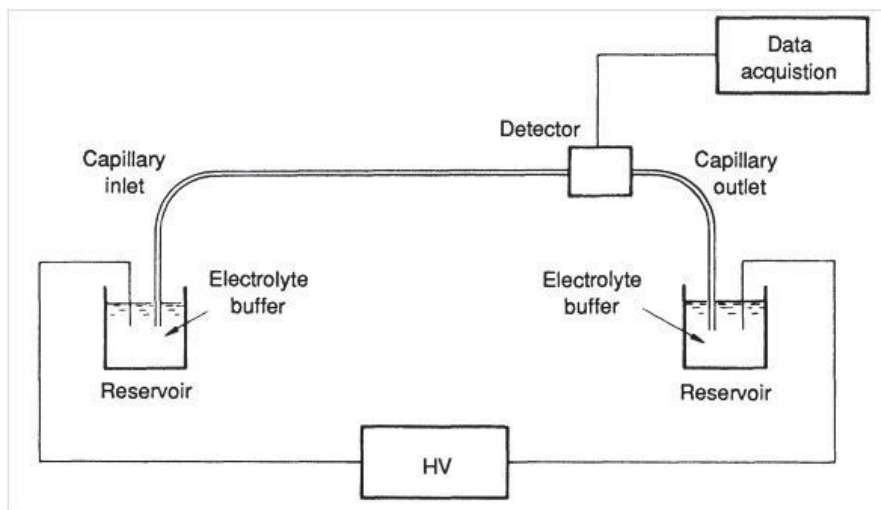 Data
acquistion
Detector
Capillary
inlet
Capillary
outlet
Electrolyte
buffer
Electrolyte
buffer
Reservoir
Reservoir
HV